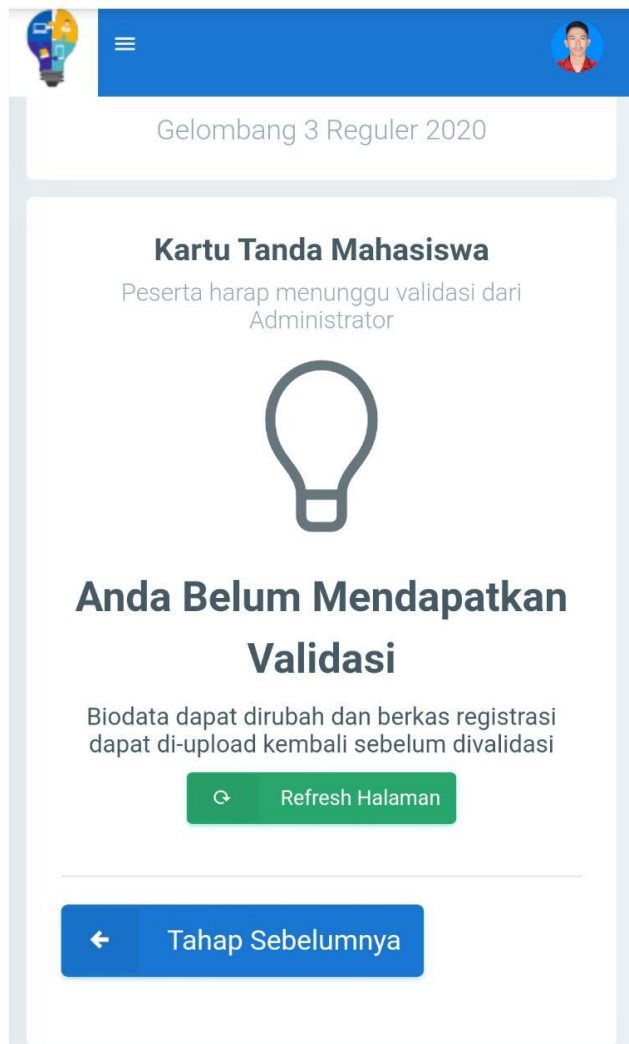 Gelombang 3 Reguler 2020
Kartu Tanda Mahasiswa
Peserta harap menunggu validasi dari
Administrator
Anda Belum Mendapatkan
Validasi
Biodata dapat dirubah dan berkas registrasi
dapat di-upload kembali sebelum divalidasi
Refresh Halaman
Tahap Sebelumnya